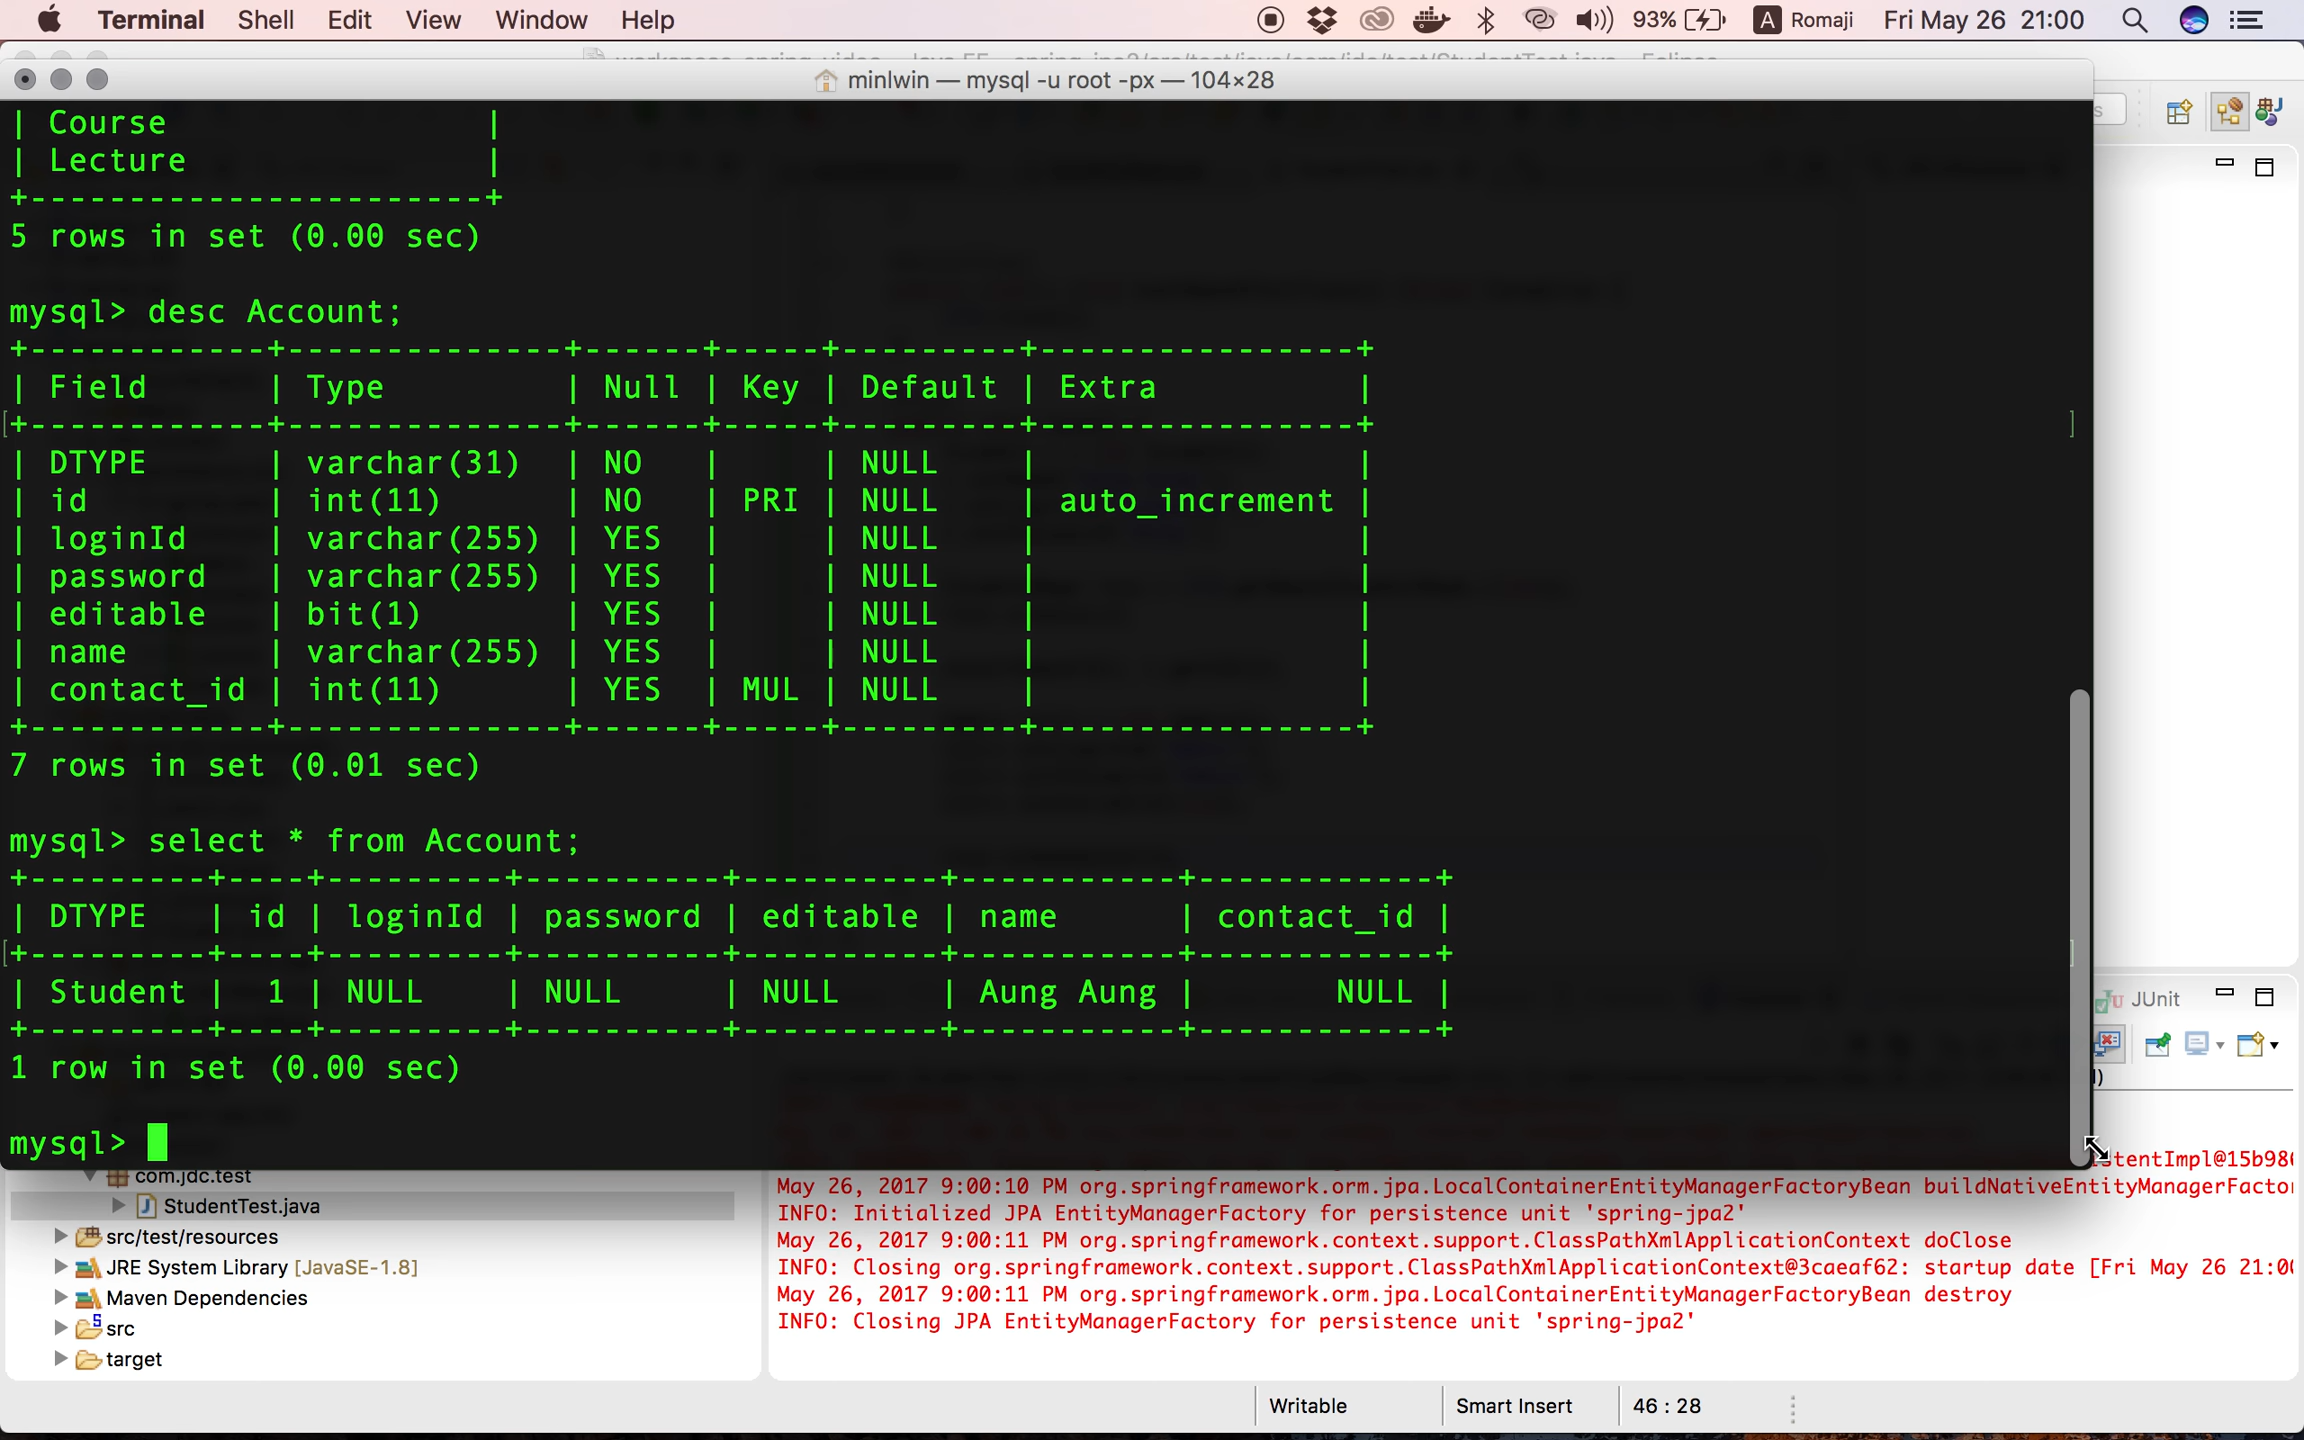 Terminal Shell Edit View Window Help 93% A Romaji Fri May 26 21:00
minlwin — mysql -u root -px — 104×28
| Course |
| Lecture |
+-----------------------+
5 rows in set (0.00 sec)
mysql> desc Account;
+------------+--------------+------+-----+---------+----------------+
| Field | Type | Null | Key | Default | Extra |
+------------+--------------+------+-----+---------+----------------+
| DTYPE | varchar(31) | NO | | NULL | |
| id | int(11) | NO | PRI | NULL | auto_increment |
| loginId | varchar(255) | YES | | NULL | |
| password | varchar(255) | YES | | NULL | |
| editable | bit(1) | YES | | NULL | |
| name | varchar(255) | YES | | NULL | |
| contact_id | int(11) | YES | MUL | NULL | |
+------------+--------------+------+-----+---------+----------------+
7 rows in set (0.01 sec)
mysql> select * from Account;
+---------+----+---------+----------+----------+-----------+------------+
| DTYPE | id | loginId | password | editable | name | contact_id |
+---------+----+---------+----------+----------+-----------+------------+
| Student | 1 | NULL | NULL | NULL | Aung Aung | NULL |
+---------+----+---------+----------+----------+-----------+------------+
1 row in set (0.00 sec)
mysql>
JUnit
com.jdc.test
StudentTest.java
src/test/resources
JRE System Library [JavaSE-1.8]
Maven Dependencies
src
target
stentImpl@15b98
May 26, 2017 9:00:10 PM org.springframework.orm.jpa.LocalContainerEntityManagerFactoryBean buildNativeEntityManagerFacto
INFO: Initialized JPA EntityManagerFactory for persistence unit 'spring-jpa2'
May 26, 2017 9:00:11 PM org.springframework.context.support.ClassPathXmlApplicationContext doClose
INFO: Closing org.springframework.context.support.ClassPathXmlApplicationContext@3caeaf62: startup date [Fri May 26 21:0
May 26, 2017 9:00:11 PM org.springframework.orm.jpa.LocalContainerEntityManagerFactoryBean destroy
INFO: Closing JPA EntityManagerFactory for persistence unit 'spring-jpa2'
Writable Smart Insert 46 : 28